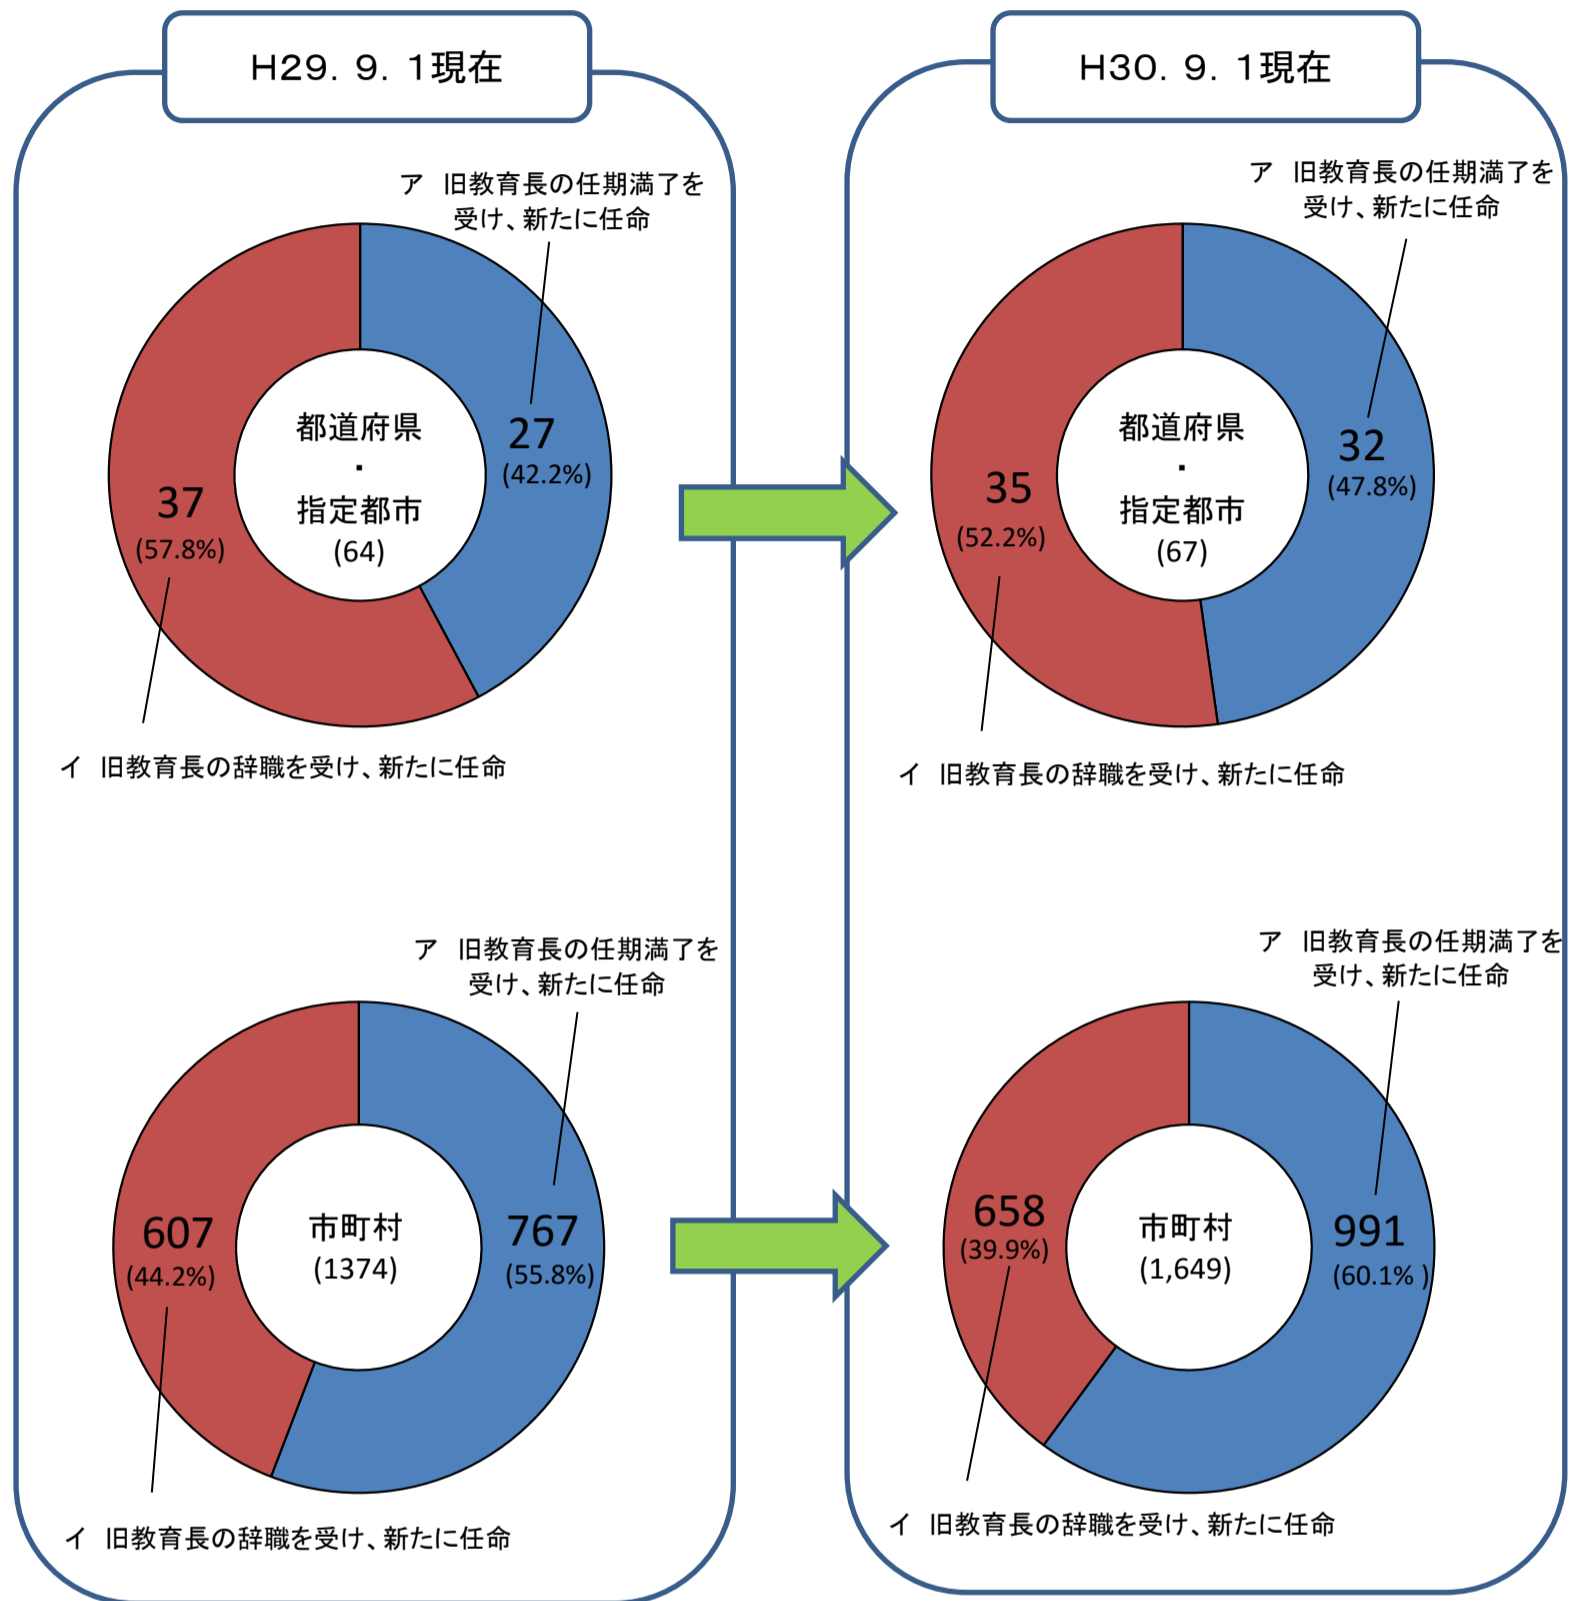 H29. 9. 1現在
ア 旧教育長の任期満了を
受け、新たに任命
27
(42.2%)
都道府県
・
指定都市
(64)
37
(57.8%)
イ 旧教育長の辞職を受け、新たに任命
ア 旧教育長の任期満了を
受け、新たに任命
767
(55.8%)
市町村
(1374)
607
(44.2%)
イ 旧教育長の辞職を受け、新たに任命
H30. 9. 1現在
ア 旧教育長の任期満了を
受け、新たに任命
32
(47.8%)
都道府県
・
指定都市
(67)
35
(52.2%)
イ 旧教育長の辞職を受け、新たに任命
ア 旧教育長の任期満了を
受け、新たに任命
991
(60.1% )
市町村
(1,649)
658
(39.9%)
イ 旧教育長の辞職を受け、新たに任命